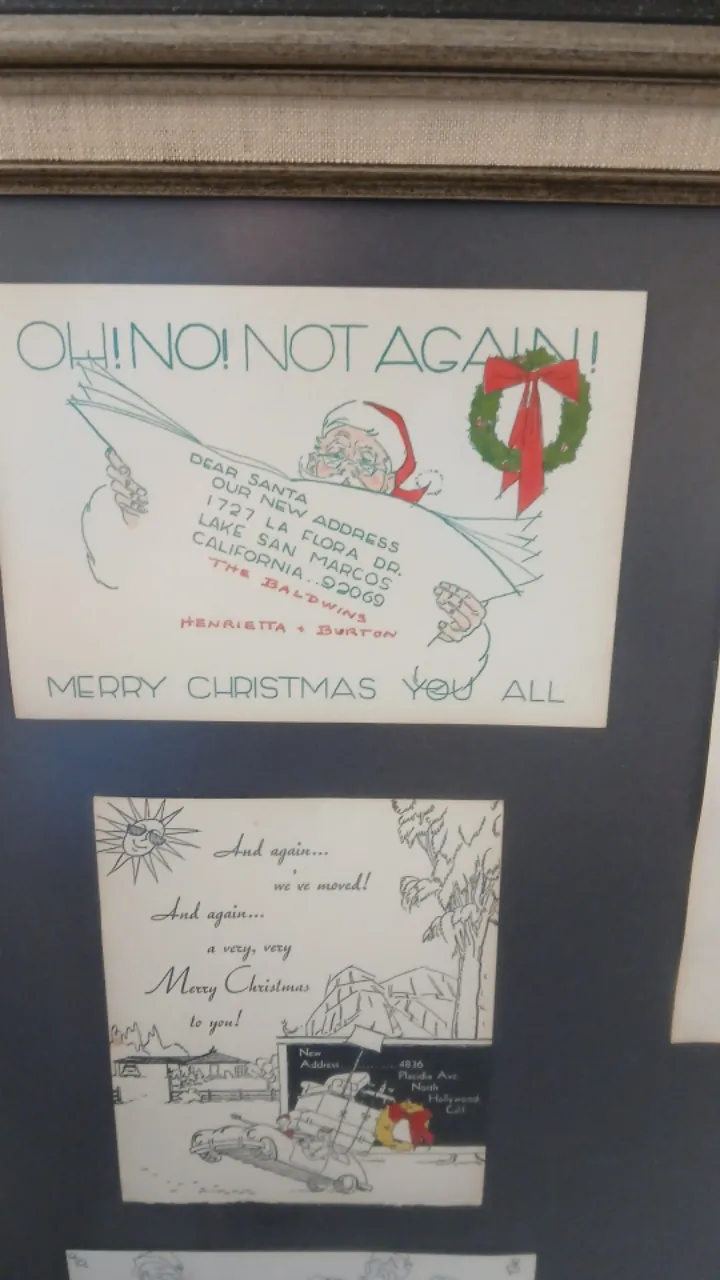 OH! NO! NOT AGAIN!
DEAR SANTA
OUR NEW ADDRESS
1727 LA FLORA DR.
LAKE SAN MARCOS
CALIFORNIA..92069
THE BALDWINS
HENRIETTA + BURTON
MERRY CHRISTMAS YOU ALL
And again...
we've moved!
And again...
a very, very
Merry Christmas
to you!
New
Address.......... 4836
Placidia Ave.
North
Hollywood
Calif